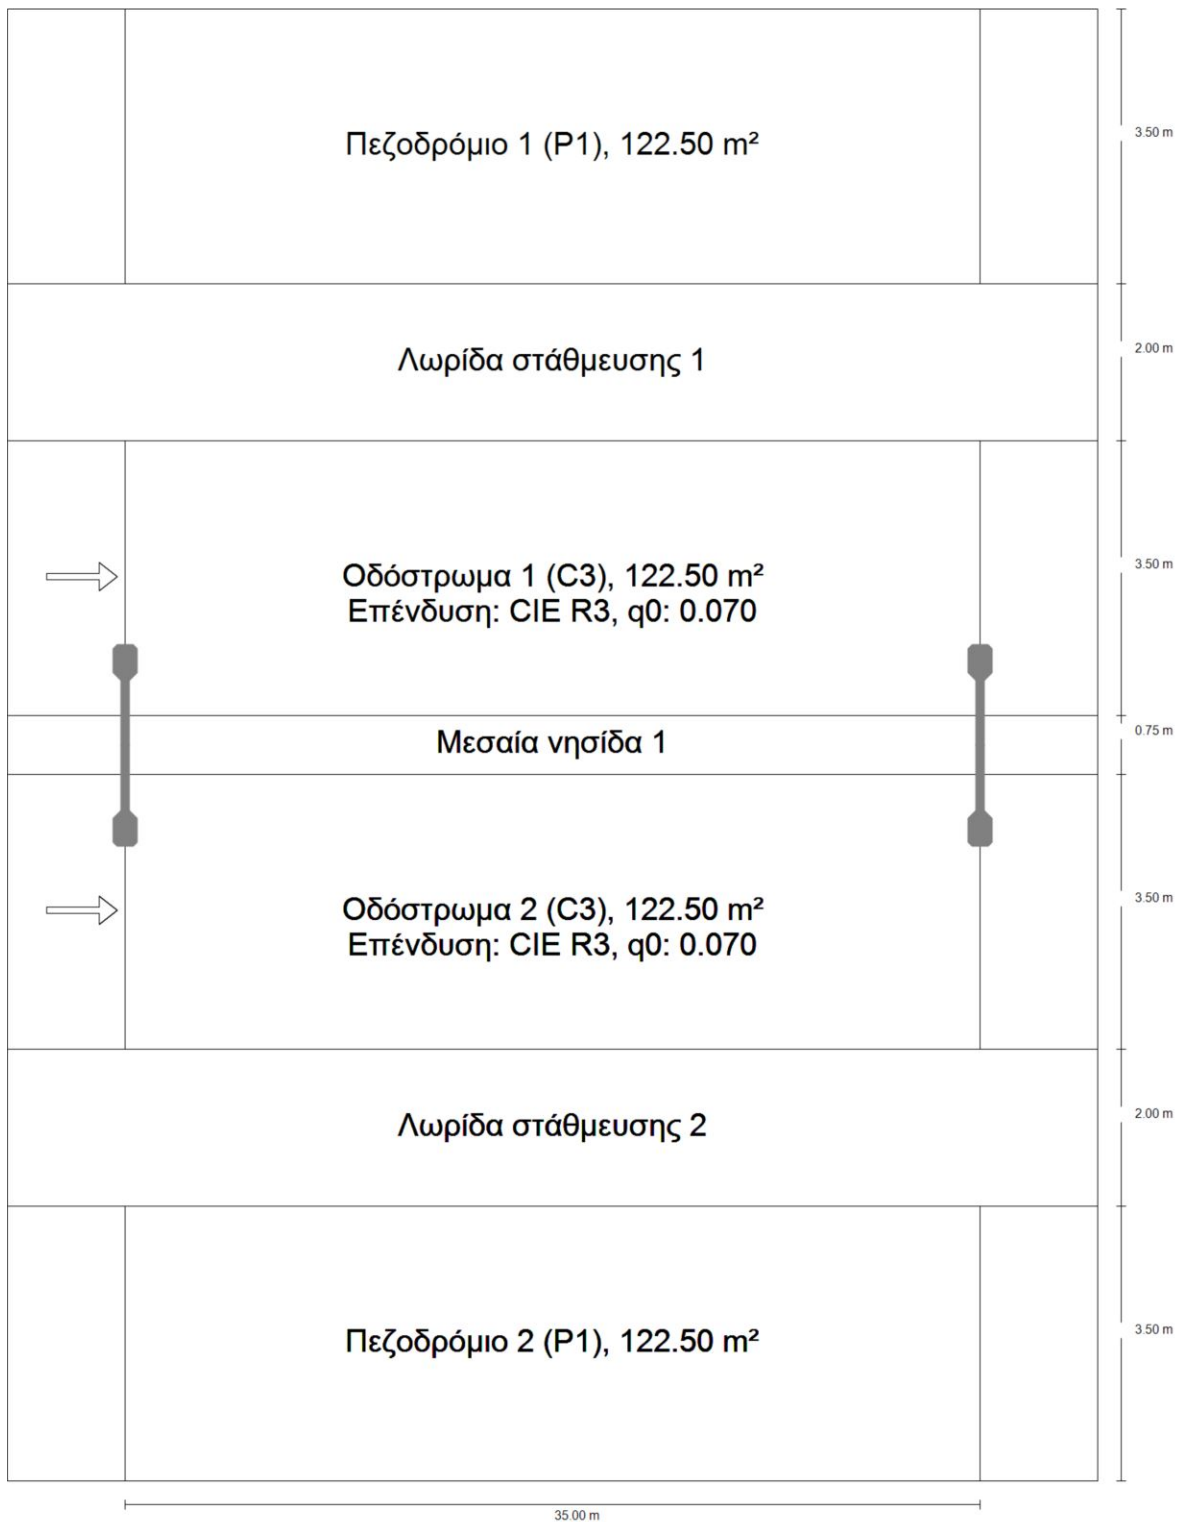 Πεζοδρόμιο 1 (P1), 122.50 m²
3.50 m
Λωρίδα στάθμευσης 1
2.00 m
Οδόστρωμα 1 (C3), 122.50 m²
Επένδυση: CIE R3, q0: 0.070
3.50 m
Μεσαία νησίδα 1
0.75 m
Οδόστρωμα 2 (C3), 122.50 m²
Επένδυση: CIE R3, q0: 0.070
3.50 m
Λωρίδα στάθμευσης 2
2.00 m
Πεζοδρόμιο 2 (P1), 122.50 m²
3.50 m
35.00 m